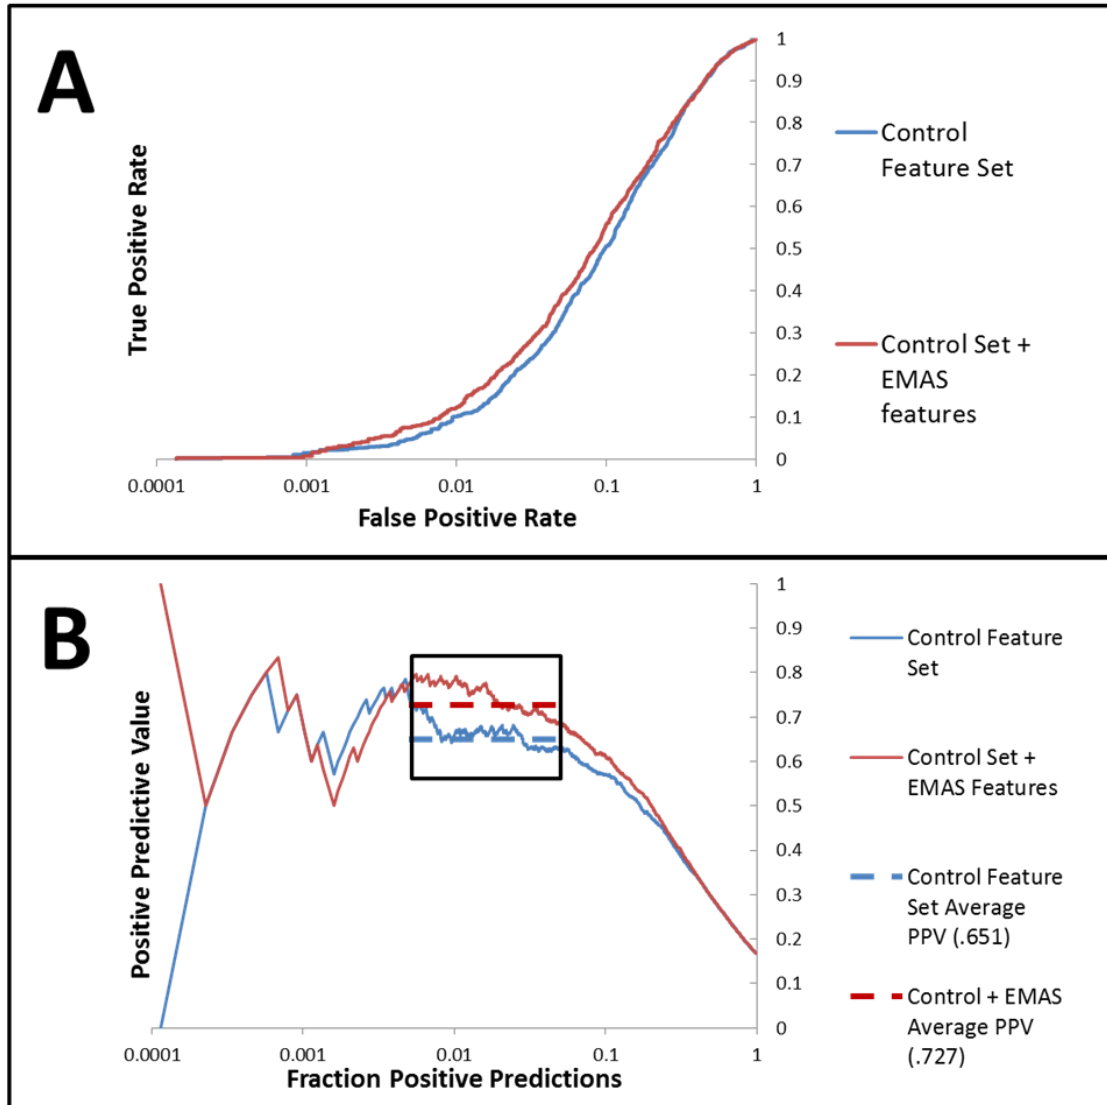 A
True Positive Rate
1
0.9
0.8
0.7
0.6
0.5
0.4
0.3
0.2
0.1
0
0.0001
0.001
0.01
0.1
1
False Positive Rate
Control
Feature Set
Control Set +
EMAS
features
B
Positive Predictive Value
1
0.9
0.8
0.7
0.6
0.5
0.4
0.3
0.2
0.1
0
0.0001
0.001
0.01
0.1
1
Fraction Positive Predictions
Control Feature
Set
Control Set +
EMAS Features
Control Feature
Set Average
PPV (.651)
Control + EMAS
Average PPV
(.727)